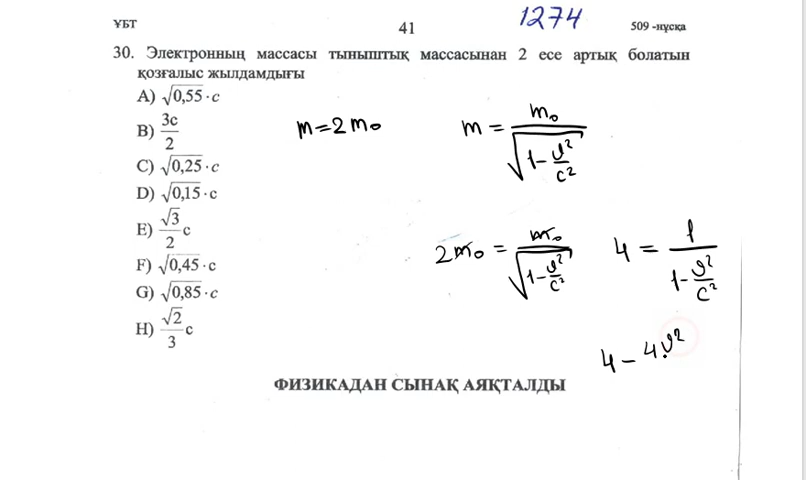 ҰБТ 41 1274 509 -нұсқа
30. Электронның массасы тыныштық массасынан 2 есе артық болатын
қозғалыс жылдамдығы
A) √0,55 · c
B) 3c/2
C) √0,25 · c
D) √0,15 · c
E) √3/2 c
F) √0,45 · c
G) √0,85 · c
H) √2/3 c
m = 2m₀ m = m₀/√(1-υ²/c²)
2m₀ = m₀/√(1-υ²/c²) 4 = 1/(1-υ²/c²)
4 - 4υ²
ФИЗИКАДАН СЫНАҚ АЯҚТАЛДЫ